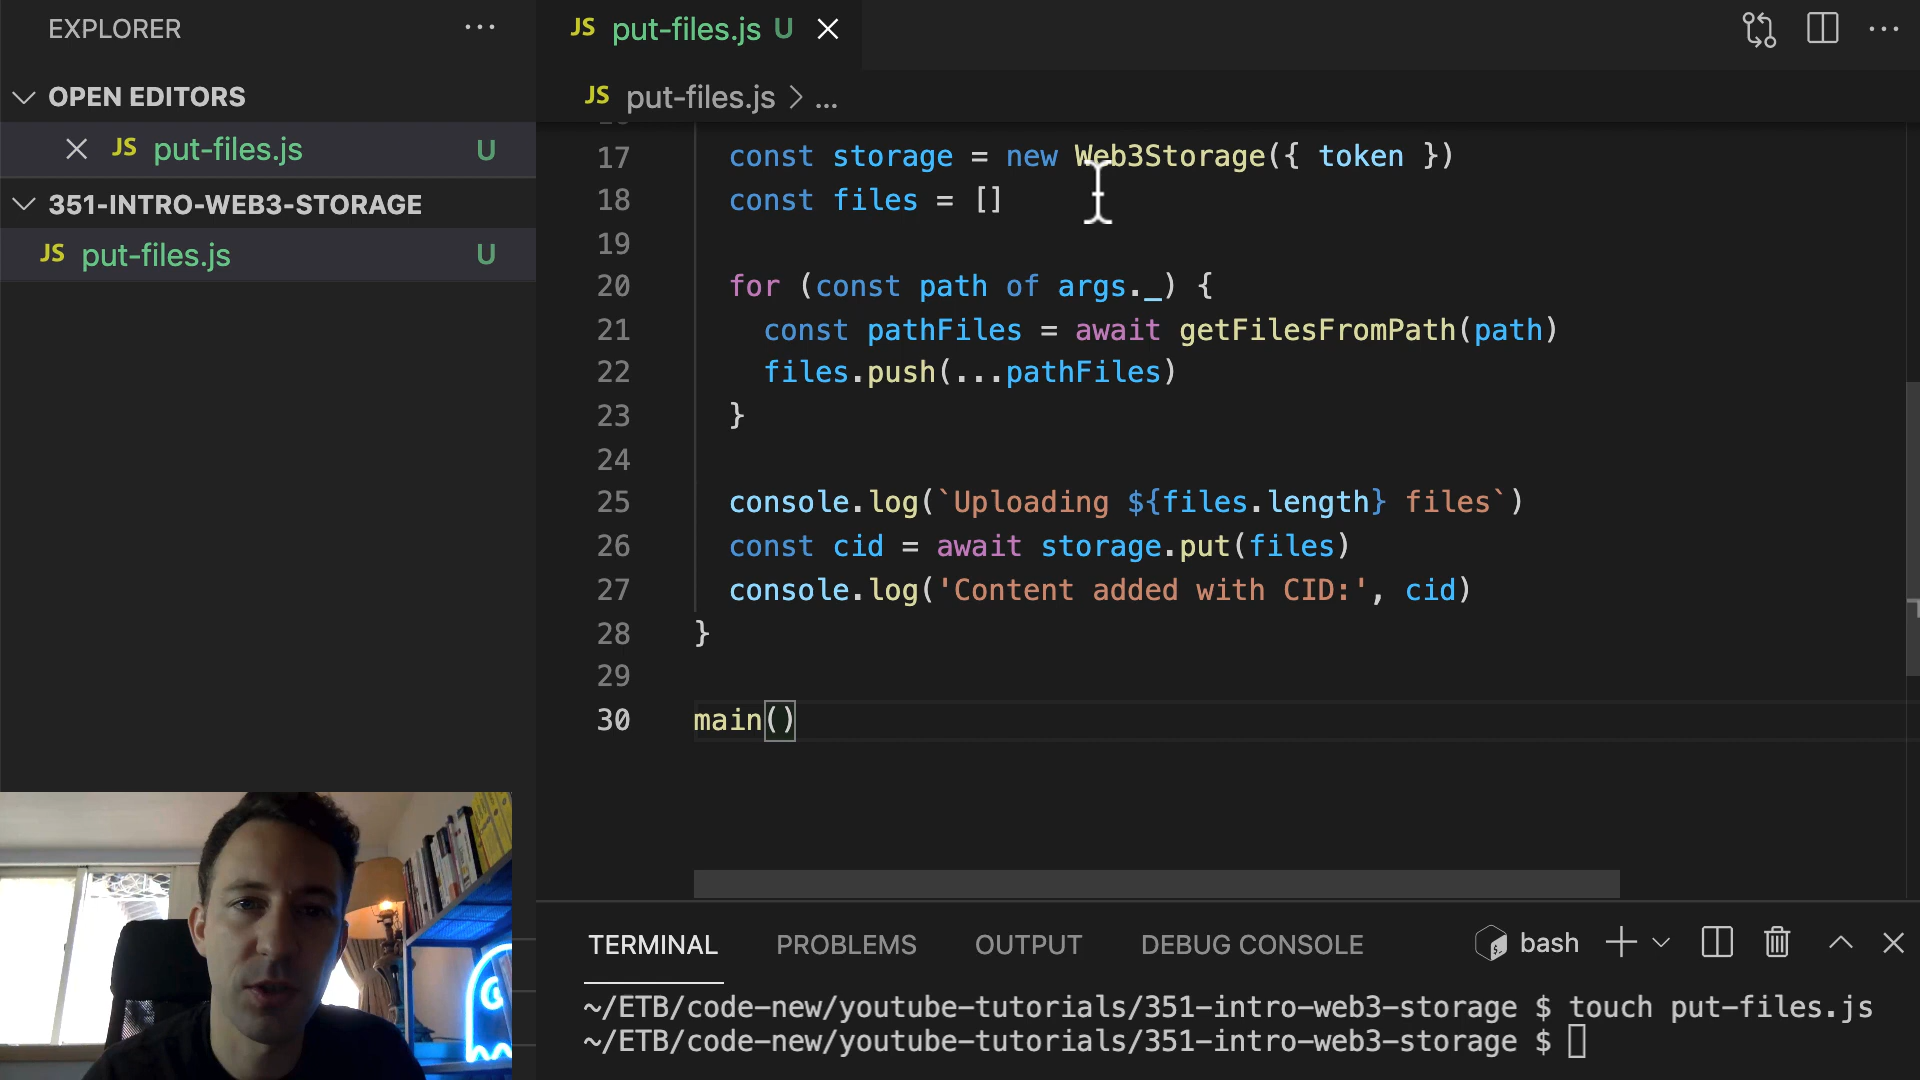 EXPLORER
OPEN EDITORS
JS put-files.js U
351-INTRO-WEB3-STORAGE
JS put-files.js U
JS put-files.js U
JS put-files.js > ...
17 const storage = new Web3Storage({ token })
18 const files = []
19
20 for (const path of args._) {
21 const pathFiles = await getFilesFromPath(path)
22 files.push(...pathFiles)
23 }
24
25 console.log(`Uploading ${files.length} files`)
26 const cid = await storage.put(files)
27 console.log('Content added with CID:', cid)
28 }
29
30 main()
TERMINAL PROBLEMS OUTPUT DEBUG CONSOLE bash
~/ETB/code-new/youtube-tutorials/351-intro-web3-storage $ touch put-files.js
~/ETB/code-new/youtube-tutorials/351-intro-web3-storage $